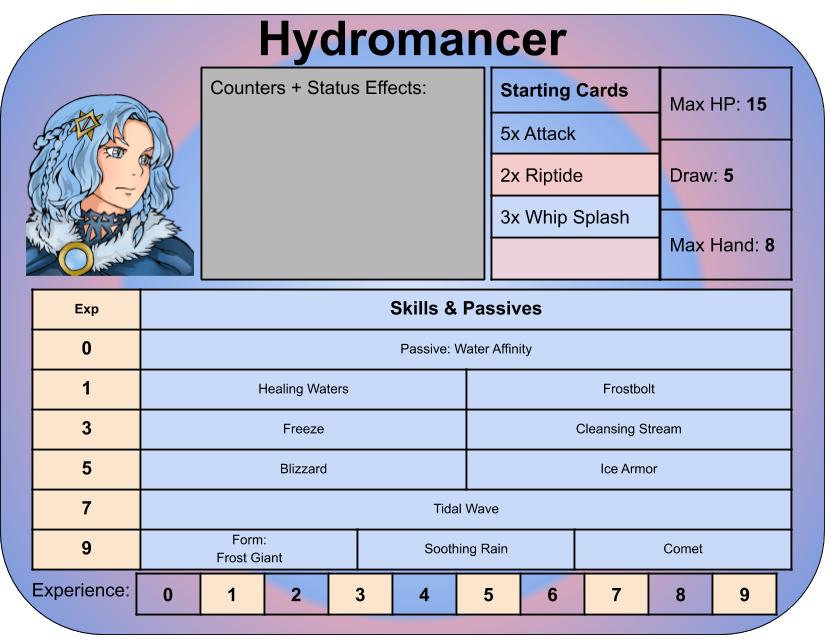 Hydromancer
Counters + Status Effects:
Starting Cards
5x Attack
2x Riptide
3x Whip Splash
Max HP: 15
Draw: 5
Max Hand: 8
Exp
Skills & Passives
0
Passive: Water Affinity
1
Healing Waters
Frostbolt
3
Freeze
Cleansing Stream
5
Blizzard
Ice Armor
7
Tidal Wave
9
Form:
Frost Giant
Soothing Rain
Comet
Experience:
0
1
2
3
4
5
6
7
8
9